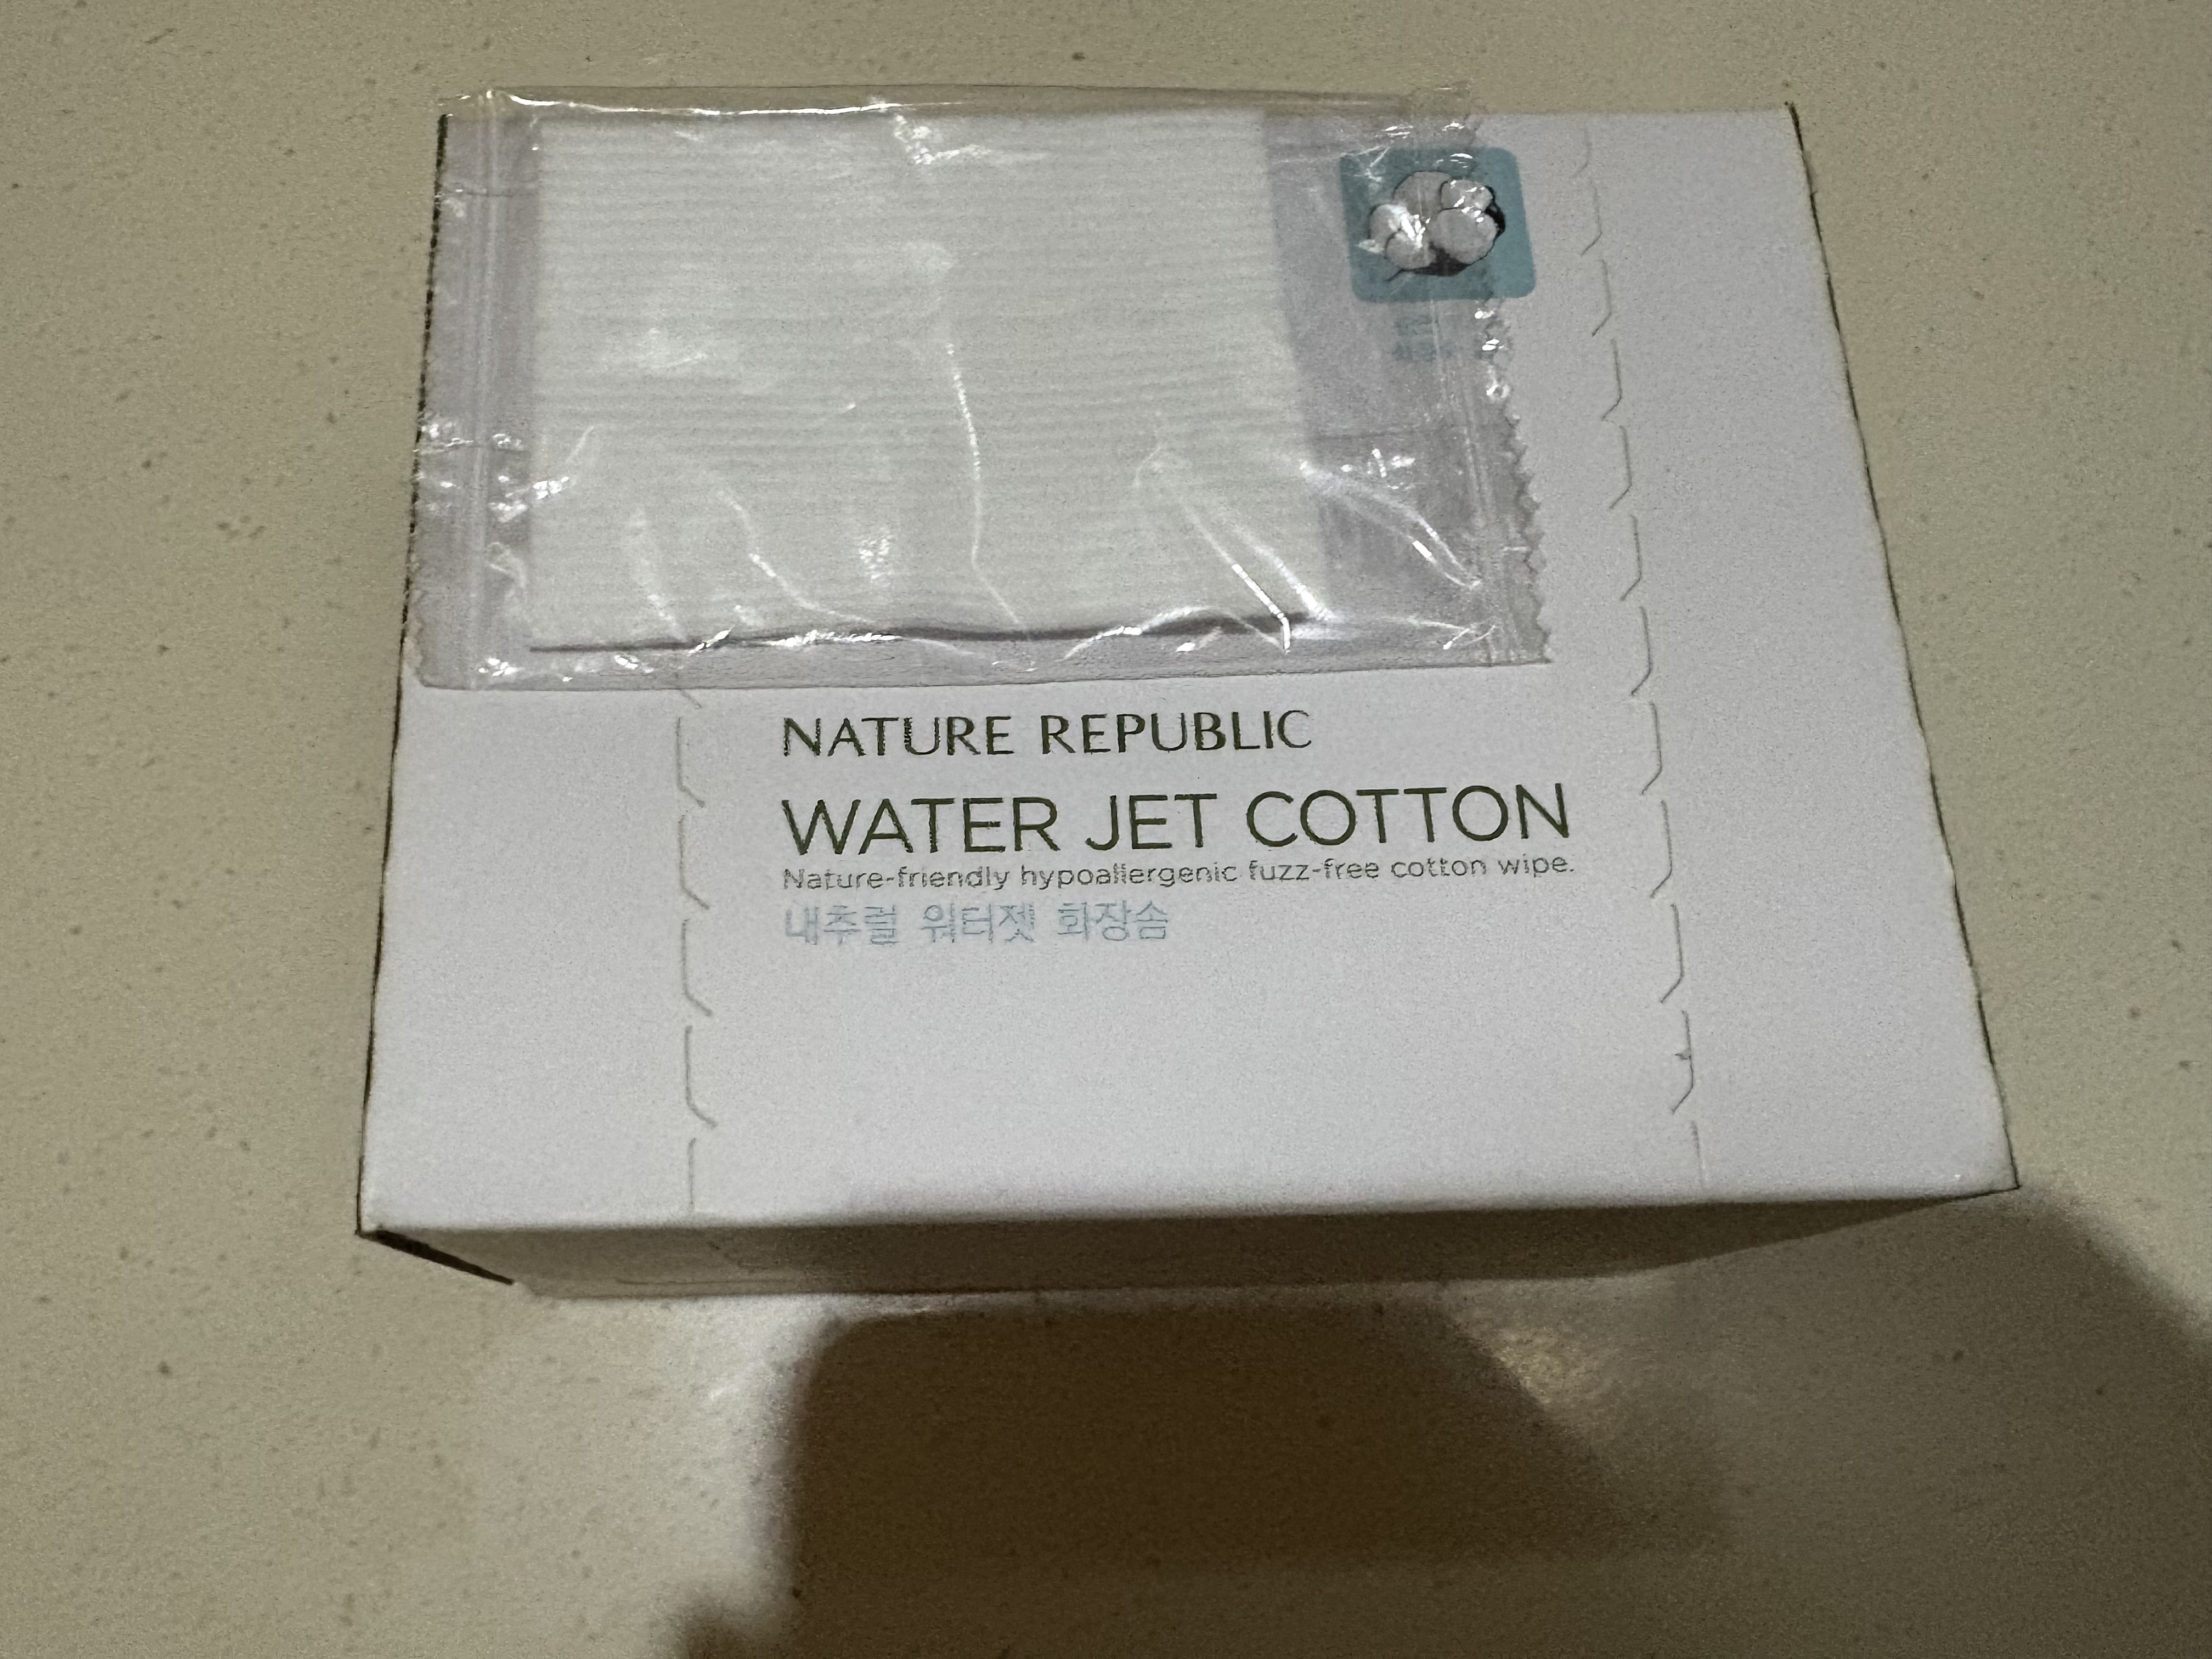 NATURE REPUBLIC
WATER JET COTTON
Nature-friendly hypoallergenic fuzz-free cotton wipe.
내추럴 워터젯 화장솜